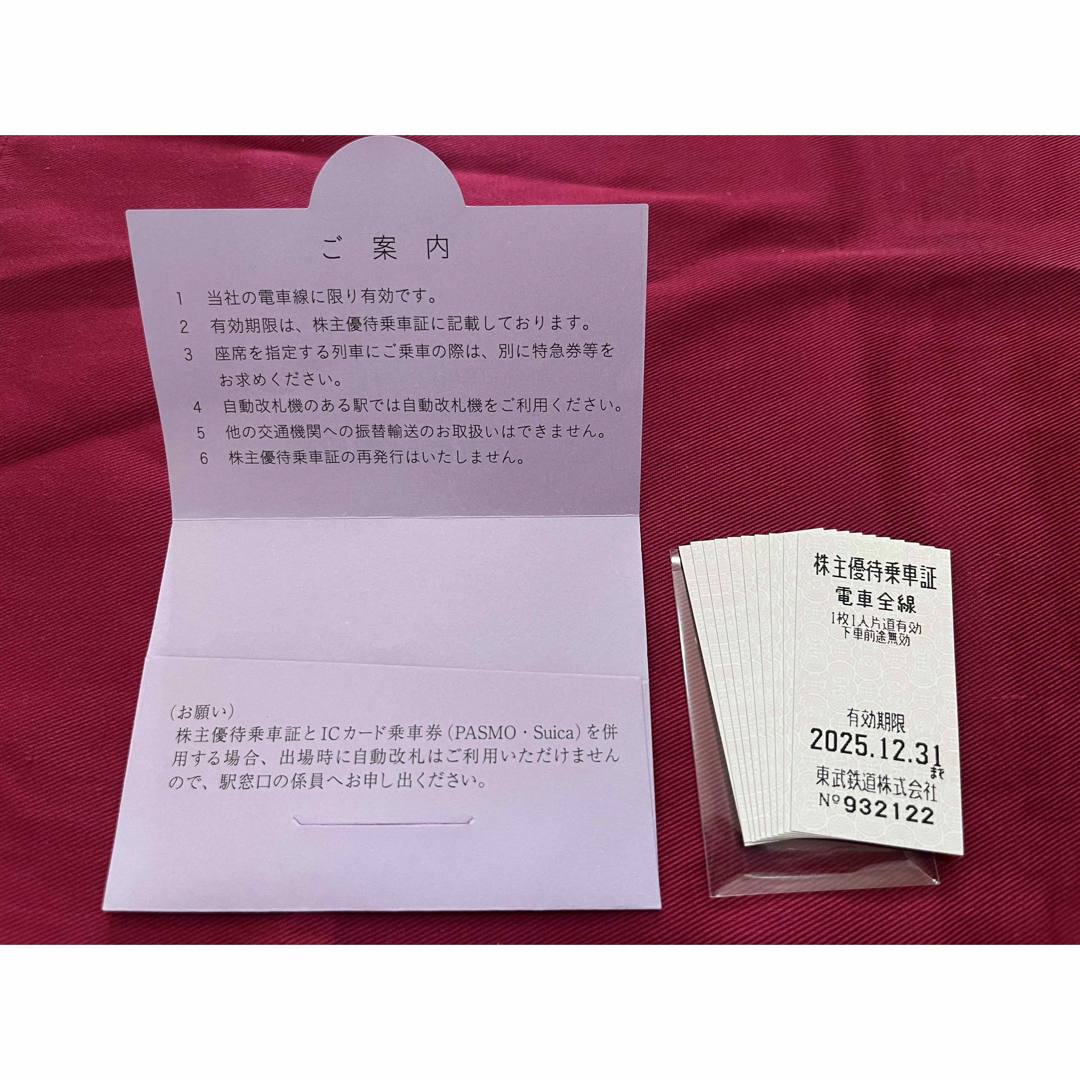 ご案内
1 当社の電車線に限り有効です。
2 有効期限は、株主優待乗車証に記載しております。
3 座席を指定する列車にご乗車の際は、別に特急券等を
お求めください。
4 自動改札機のある駅では自動改札機をご利用ください。
5 他の交通機関への振替輸送のお取扱いはできません。
6 株主優待乗車証の再発行はいたしません。
(お願い)
株主優待乗車証とICカード乗車券(PASMO・Suica)を併
用する場合、出場時に自動改札はご利用いただけません
ので、駅窓口の係員へお申し出ください。
株主優待乗車証
電車全線
1枚1人片道有効
下車前途無効
有効期限
2025.12.31
まで
東武鉄道株式会社
Nº932122